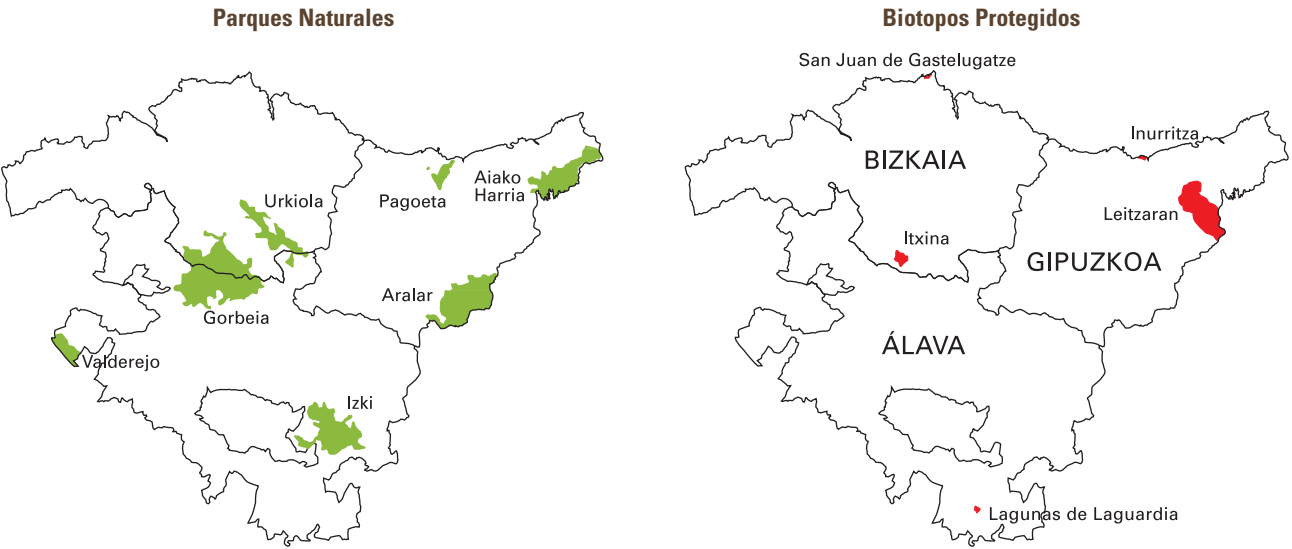 Parques Naturales
Urkiola
Pagoeta
Aiako
Harria
Aralar
Gorbeia
Valderejo
Izki
Biotopos Protegidos
San Juan de Gastelugatze
Inurritza
BIZKAIA
Leitzaran
Itxina
GIPUZKOA
ÁLAVA
Lagunas de Laguardia